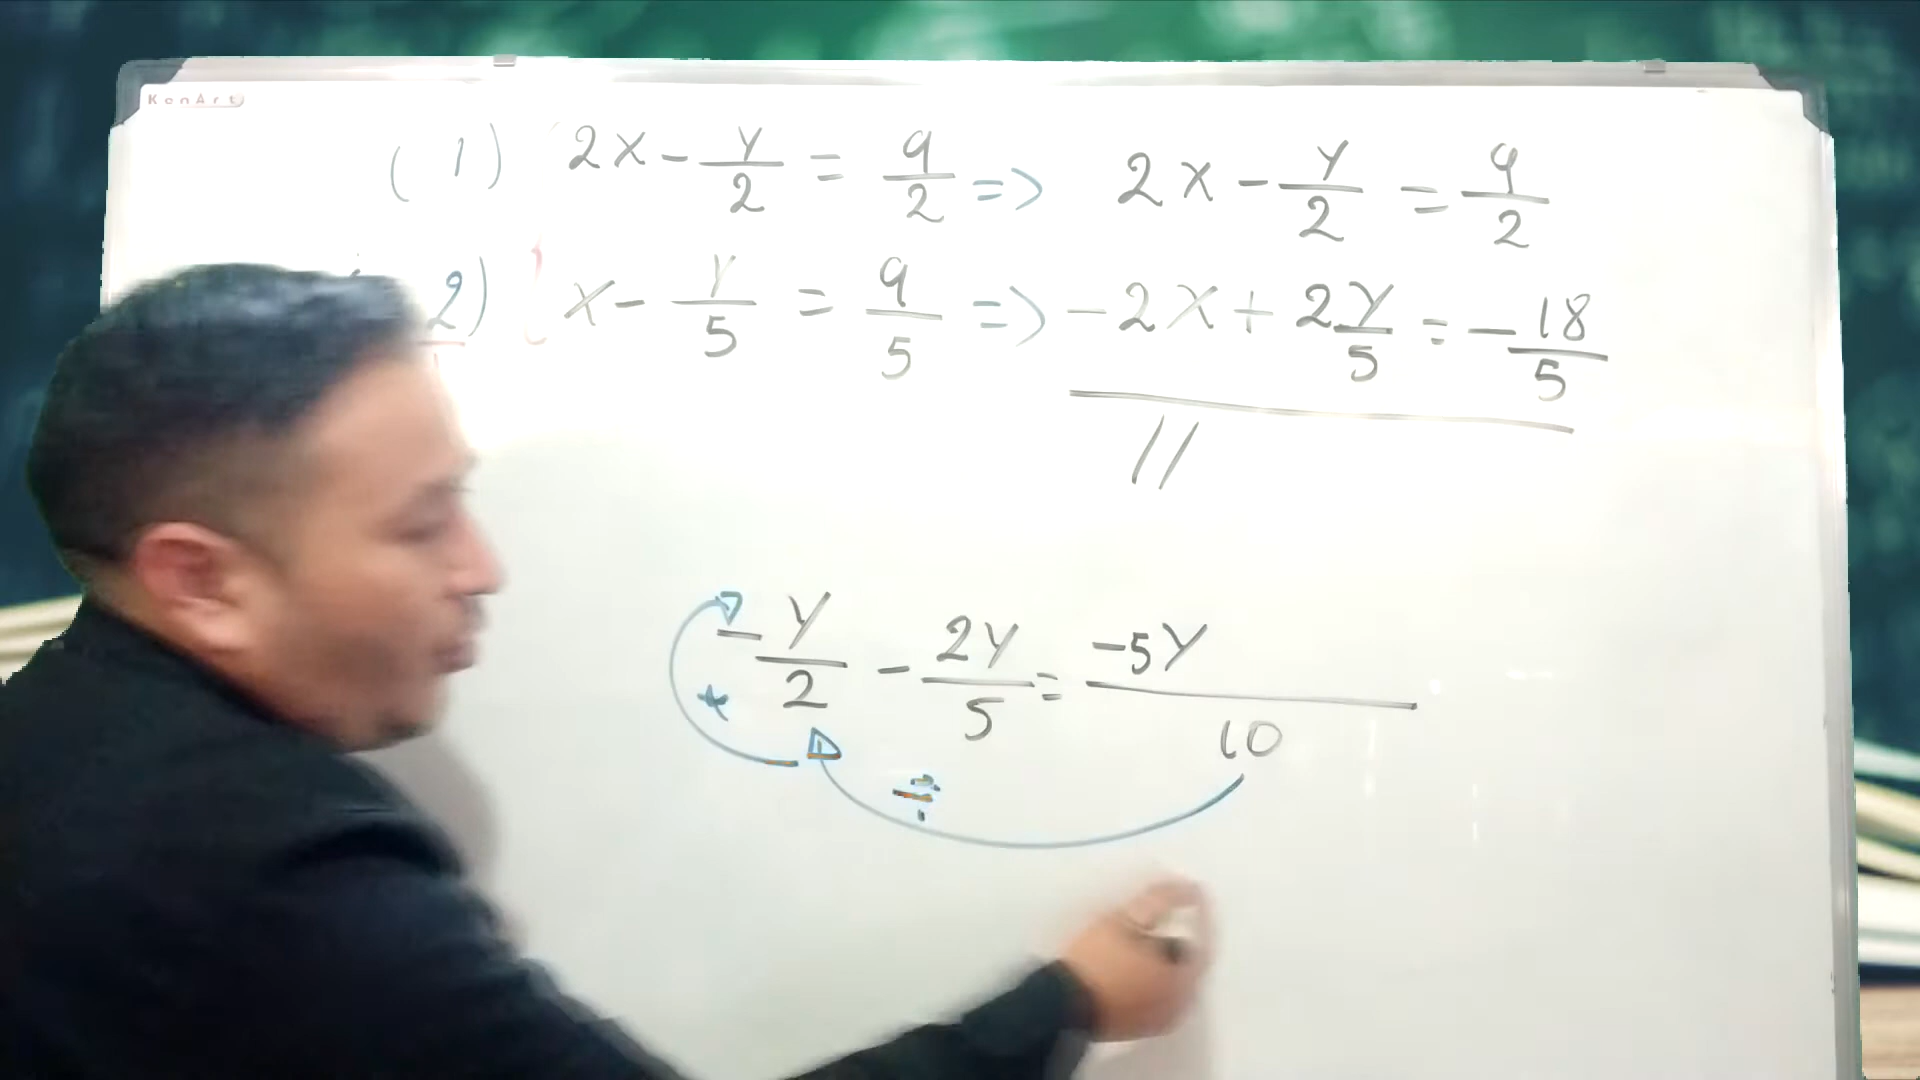 KenArt
(1) 2x - y/2 = 9/2 => 2x - y/2 = 9/2
2) x - y/5 = 9/5 => -2x + 2y/5 = -18/5
//
-y/2 - 2y/5 = -5y/10
*
÷